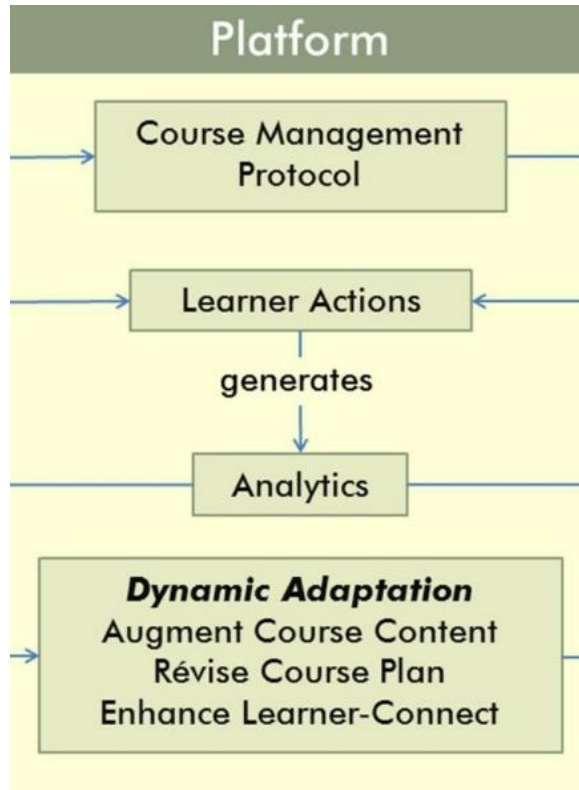 Platform
Course Management
Protocol
Learner Actions
generates
Analytics
Dynamic Adaptation
Augment Course Content
Révise Course Plan
Enhance Learner-Connect